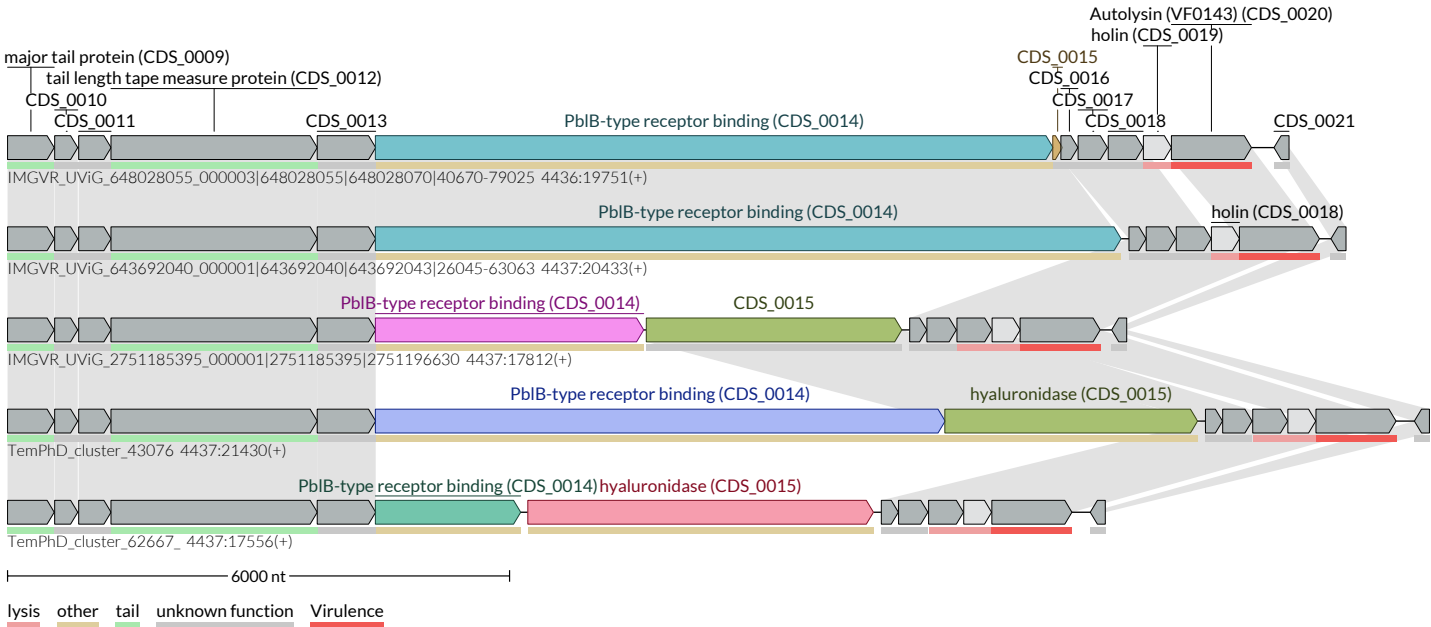 Autolysin (VF0143) (CDS_0020)
holin (CDS_0019)
major tail protein (CDS_0009)
CDS_0015
tail length tape measure protein (CDS_0012)
CDS_0016
CDS_0010
CDS_0017
CDS_0011
CDS_0013
PblB-type receptor binding (CDS_0014)
CDS_0018
CDS_0021
IMGVR_UViG_648028055_000003|648028055|648028070|40670-79025 4436:19751(+)
PblB-type receptor binding (CDS_0014)
holin (CDS_0018)
IMGVR_UViG_643692040_000001|643692040|643692043|26045-63063 4437:20433(+)
PblB-type receptor binding (CDS_0014)
CDS_0015
IMGVR_UViG_2751185395_000001|2751185395|2751196630 4437:17812(+)
PblB-type receptor binding (CDS_0014)
hyaluronidase (CDS_0015)
TemPhD_cluster_43076 4437:21430(+)
PblB-type receptor binding (CDS_0014)
hyaluronidase (CDS_0015)
TemPhD_cluster_62667_ 4437:17556(+)
6000 nt
lysis other tail unknown function Virulence